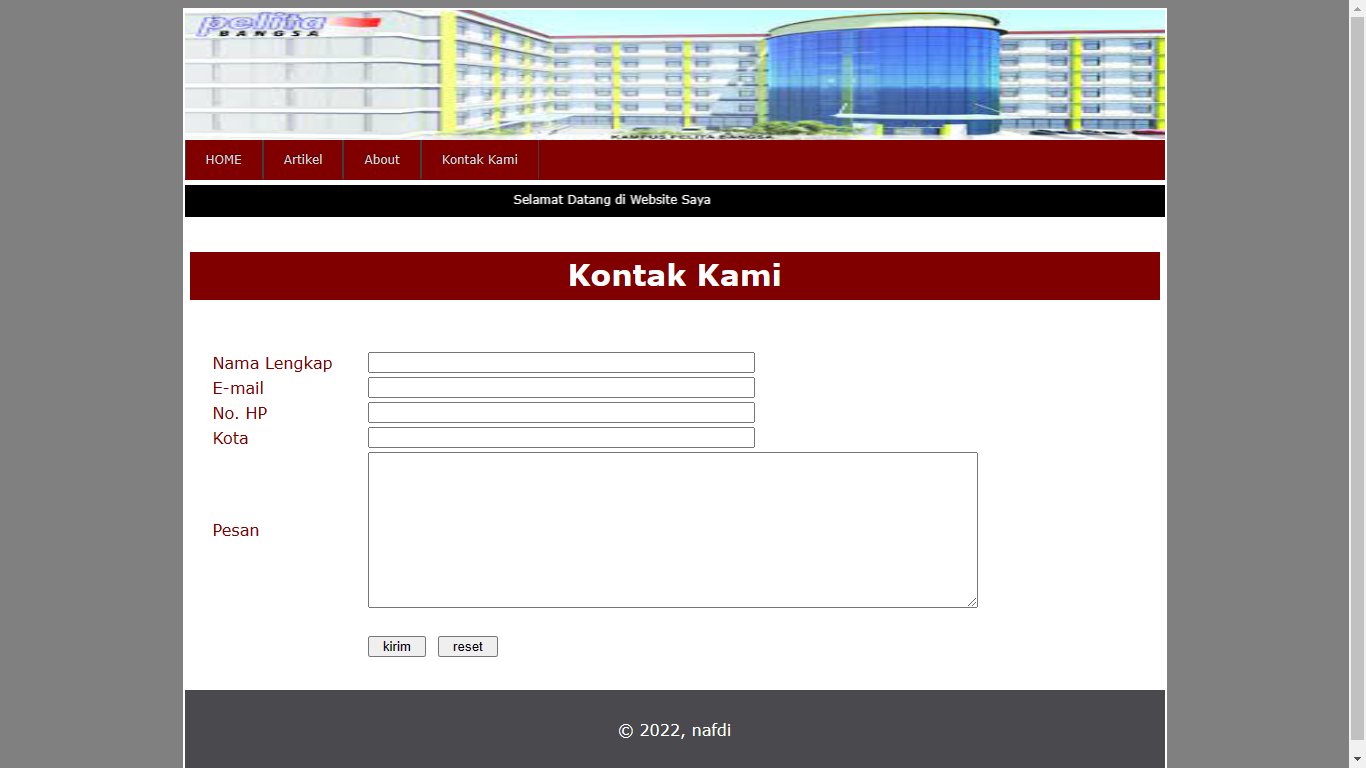 pelita
BANGSA
KAMPUS PELITA BANGSA
HOME Artikel About Kontak Kami
Selamat Datang di Website Saya
Kontak Kami
Nama Lengkap
E-mail
No. HP
Kota
Pesan
kirim reset
© 2022, nafdi